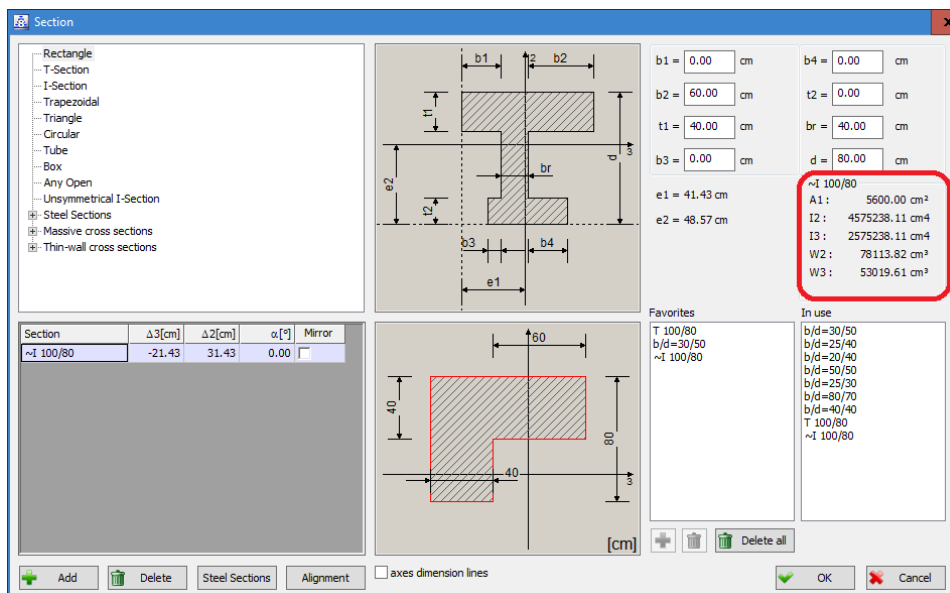 Section
Rectangle
T-Section
I-Section
Trapezoidal
Triangle
Circular
Tube
Box
Any Open
Unsymmetrical I-Section
Steel Sections
Massive cross sections
Thin-wall cross sections
b1
2
b2
t1
d
3
br
e2
t2
b3
b4
e1
b1 = 0.00 cm
b4 = 0.00 cm
b2 = 60.00 cm
t2 = 0.00 cm
t1 = 40.00 cm
br = 40.00 cm
b3 = 0.00 cm
d = 80.00 cm
e1 = 41.43 cm
e2 = 48.57 cm
~I 100/80
A1 : 5600.00 cm²
I2 : 4575238.11 cm4
I3 : 2575238.11 cm4
W2 : 78113.82 cm³
W3 : 53019.61 cm³
Section Δ3[cm] Δ2[cm] α[º] Mirror
~I 100/80 -21.43 31.43 0.00
60
40
80
40
3
[cm]
Favorites
T 100/80
b/d=30/50
~I 100/80
In use
b/d=30/50
b/d=25/40
b/d=20/40
b/d=50/50
b/d=25/30
b/d=80/70
b/d=40/40
T 100/80
~I 100/80
Delete all
Add
Delete
Steel Sections
Alignment
axes dimension lines
OK
Cancel